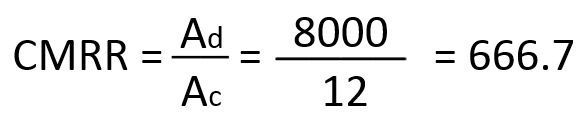 CMRR = Ad/Ac = 8000/12 = 666.7